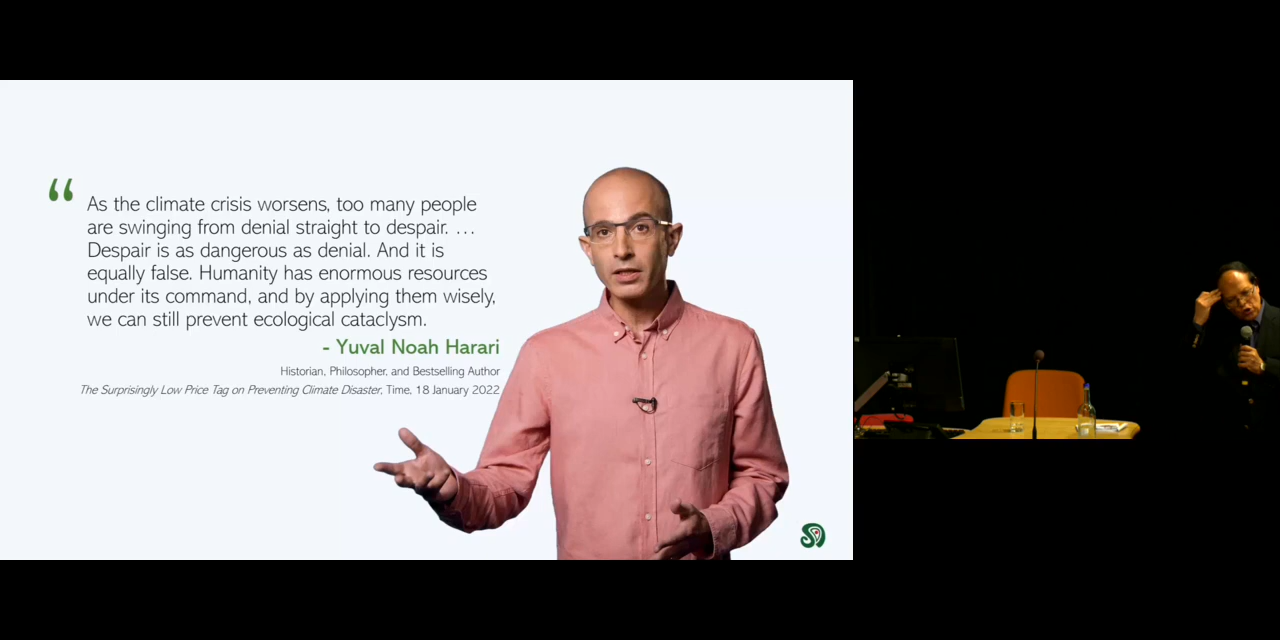 “
As the climate crisis worsens, too many people
are swinging from denial straight to despair. ...
Despair is as dangerous as denial. And it is
equally false. Humanity has enormous resources
under its command, and by applying them wisely,
we can still prevent ecological cataclysm.
- Yuval Noah Harari
Historian, Philosopher, and Bestselling Author
The Surprisingly Low Price Tag on Preventing Climate Disaster, Time, 18 January 2022